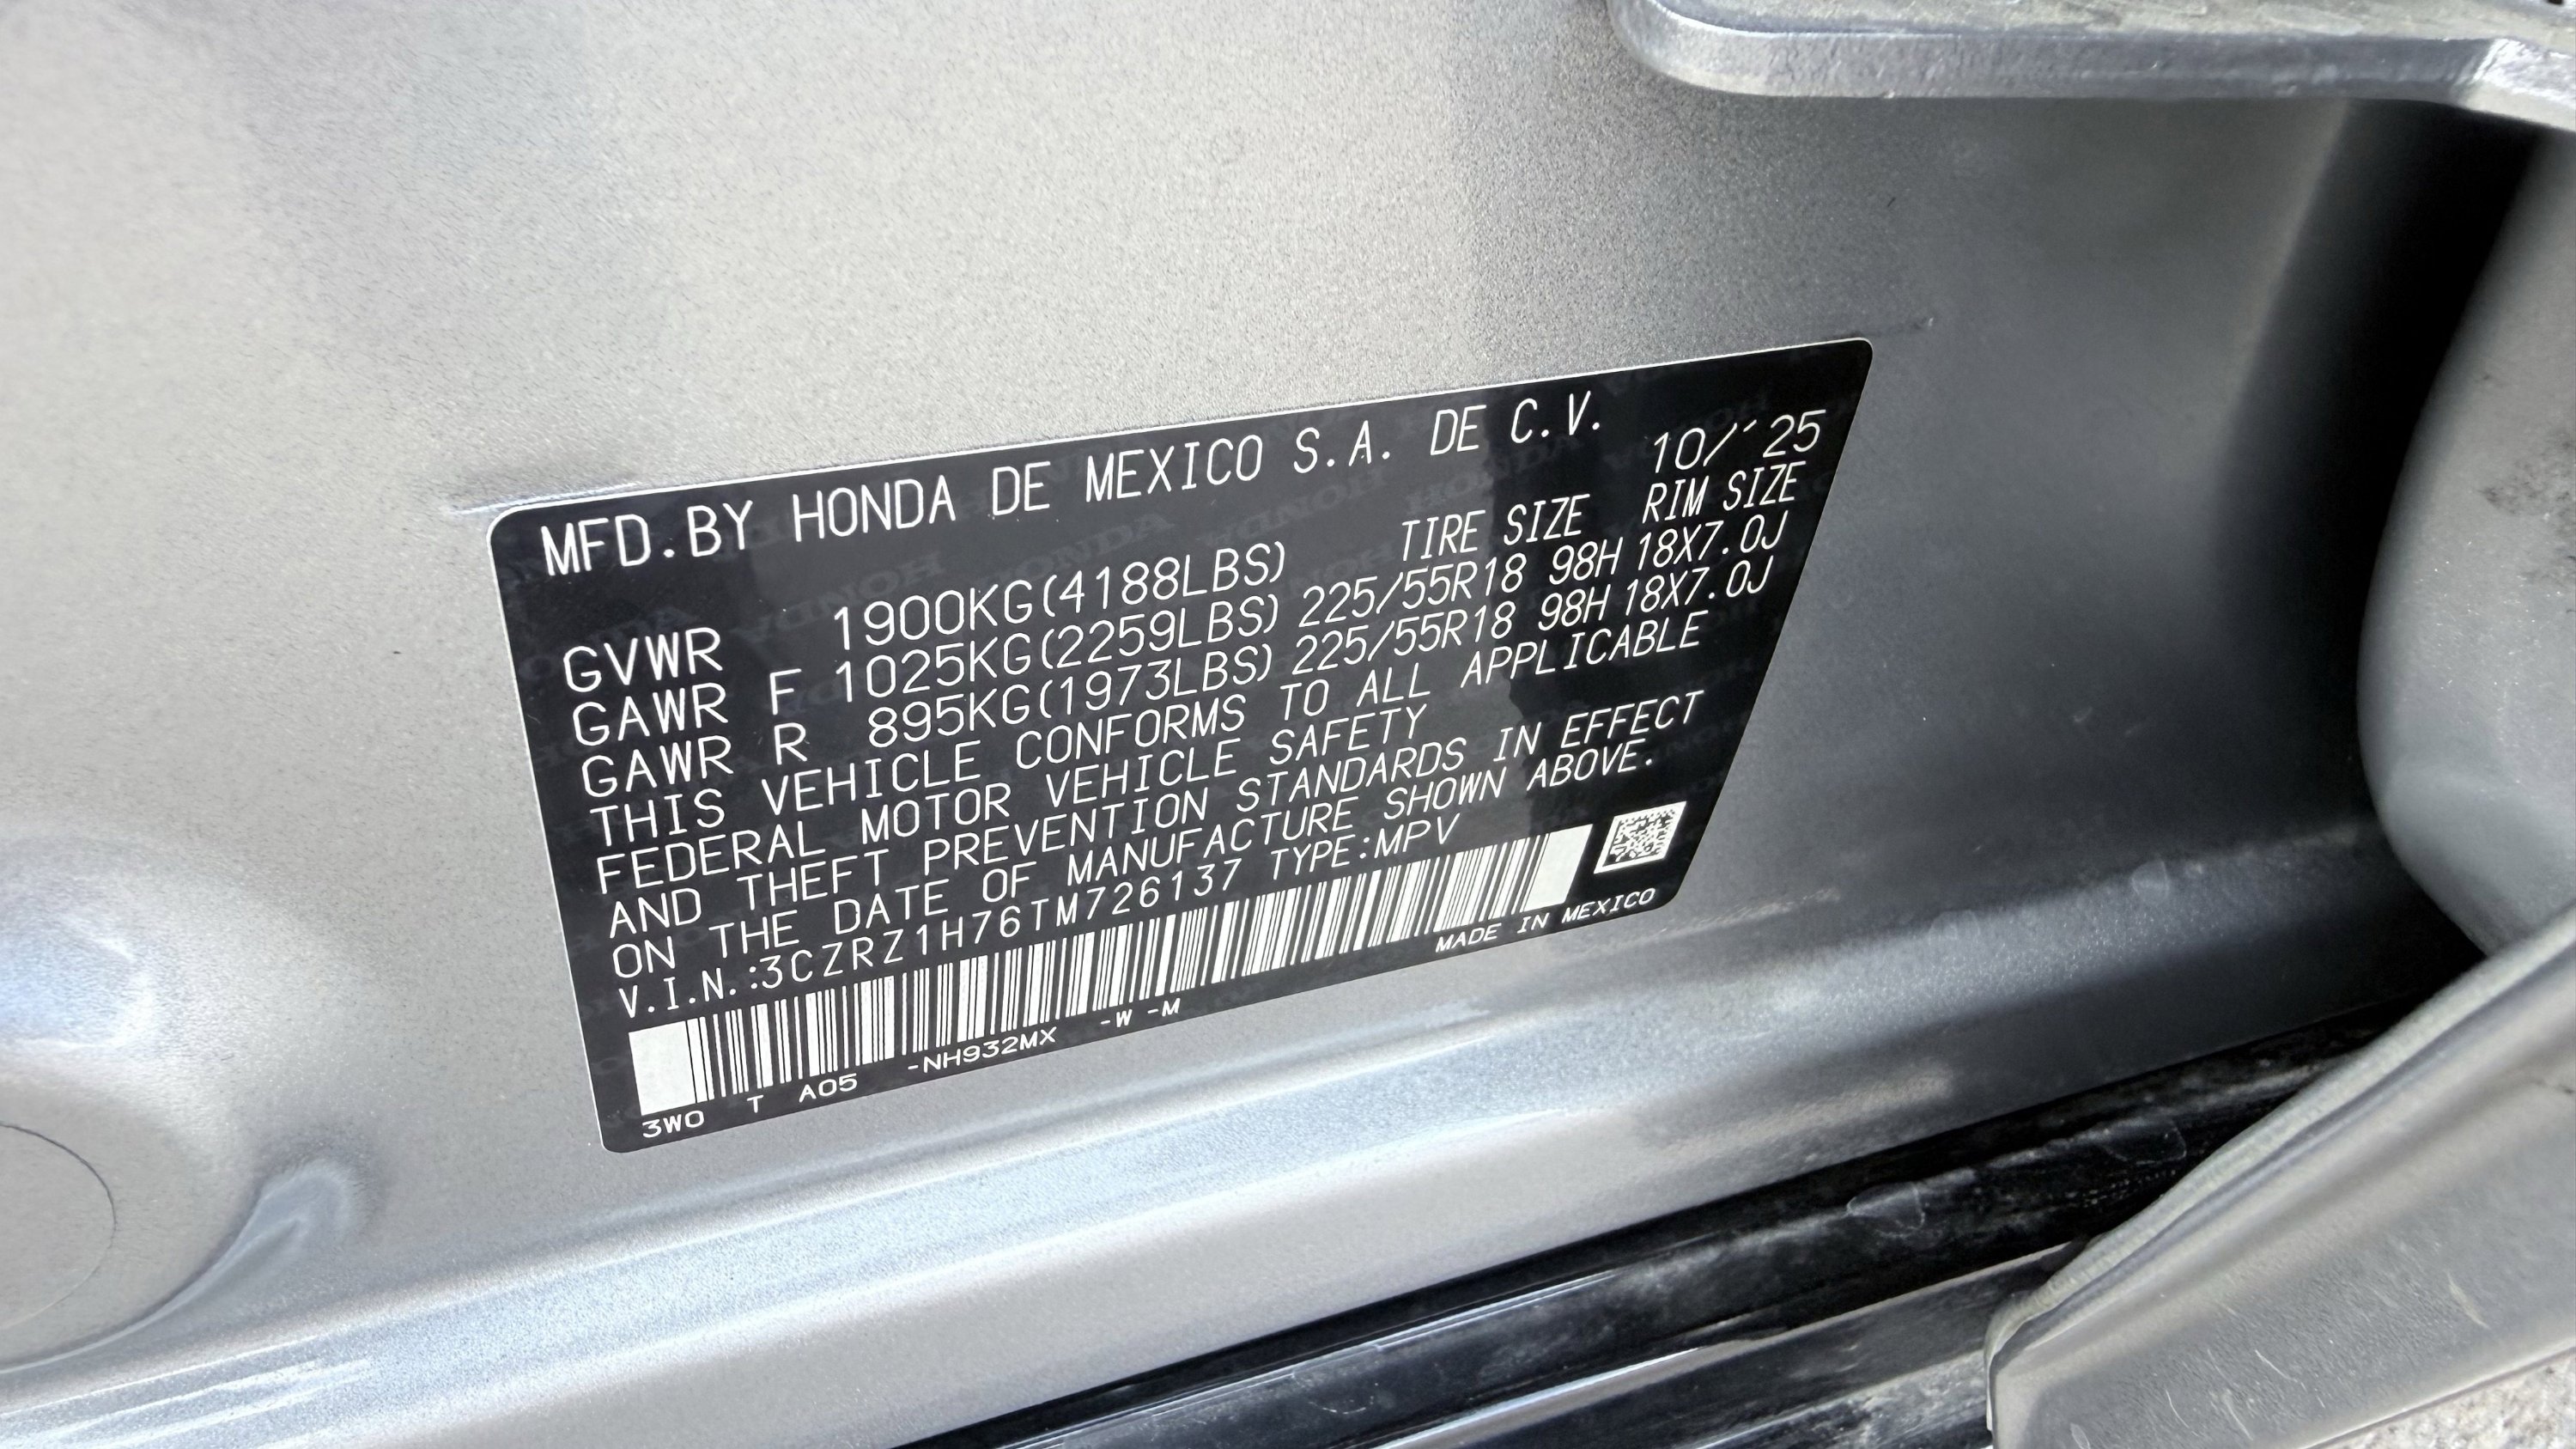 MFD.BY HONDA DE MEXICO S.A. DE C.V.
10/´25
TIRE SIZE RIM SIZE
GVWR 1900KG(4188LBS)
GAWR F 1025KG(2259LBS) 225/55R18 98H 18X7.0J
GAWR R 895KG(1973LBS) 225/55R18 98H 18X7.0J
THIS VEHICLE CONFORMS TO ALL APPLICABLE
FEDERAL MOTOR VEHICLE SAFETY
AND THEFT PREVENTION STANDARDS IN EFFECT
ON THE DATE OF MANUFACTURE SHOWN ABOVE.
V.I.N.:3CZRZ1H76TM726137 TYPE:MPV
MADE IN MEXICO
3W0 T A05 -NH932MX -W -M